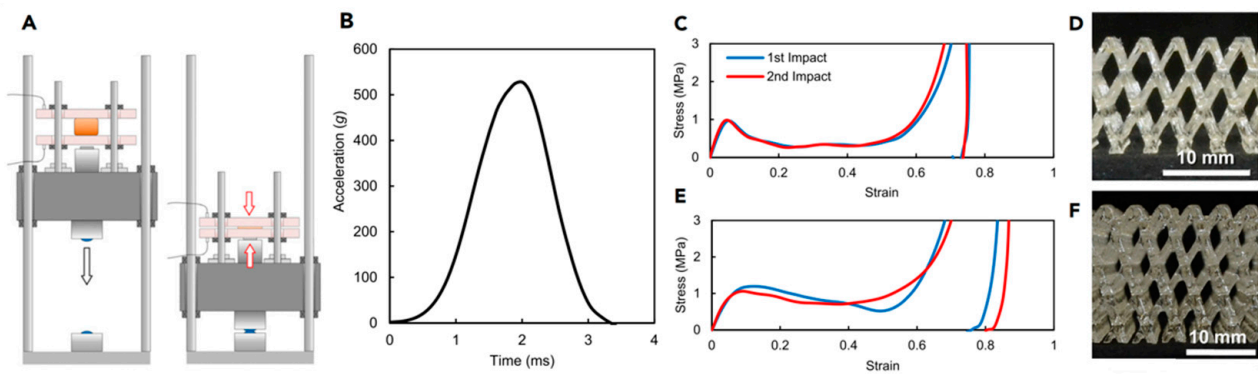 A
B
600
500
400
300
200
100
0
Acceleration (g)
0 1 2 3 4
Time (ms)
C
3
2
1
0
Stress (MPa)
1st Impact
2nd Impact
0 0.2 0.4 0.6 0.8 1
Strain
D
10 mm
E
3
2
1
0
Stress (MPa)
0 0.2 0.4 0.6 0.8 1
Strain
F
10 mm